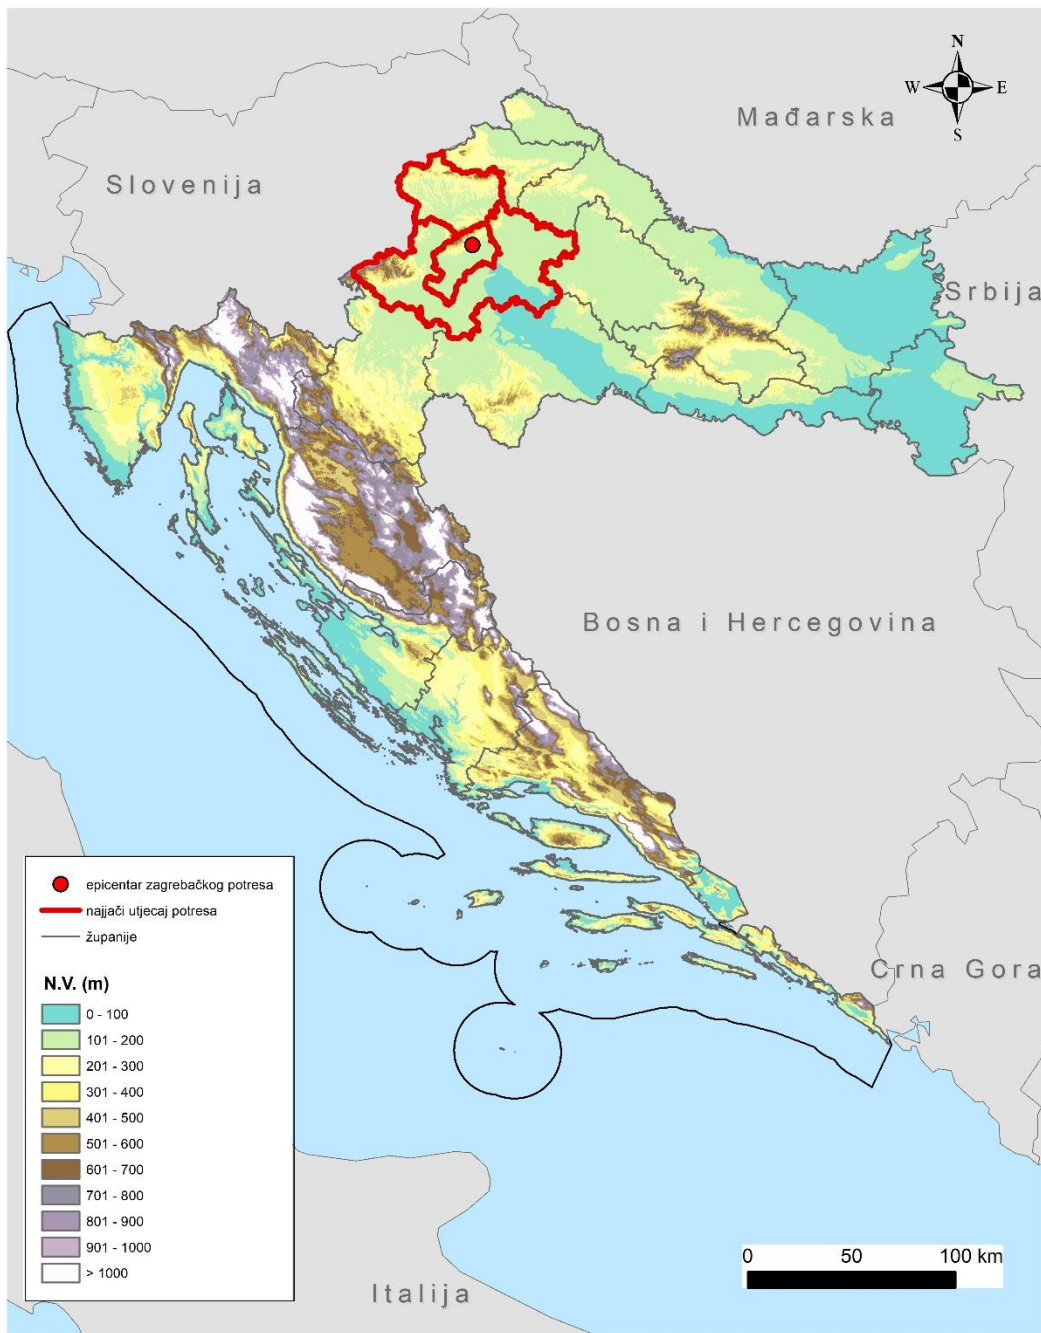 N
W E
S
Mađarska
Slovenija
Srbija
Bosna i Hercegovina
Crna Gora
Italija
epicentar zagrebačkog potresa
najjači utjecaj potresa
županije
N.V. (m)
0 - 100
101 - 200
201 - 300
301 - 400
401 - 500
501 - 600
601 - 700
701 - 800
801 - 900
901 - 1000
> 1000
0 50 100 km